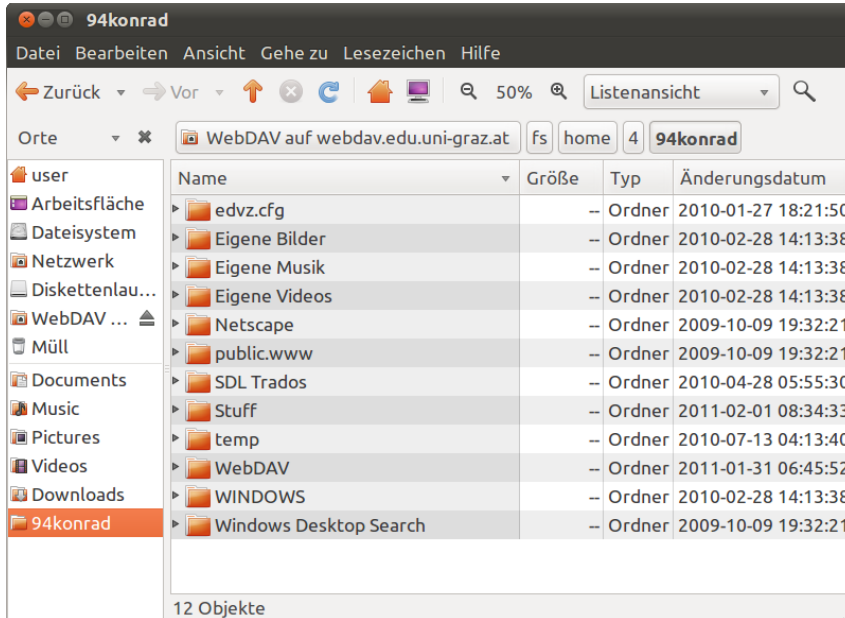 94konrad
Datei Bearbeiten Ansicht Gehe zu Lesezeichen Hilfe
Zurück Vor 50% Listenansicht
Orte WebDAV auf webdav.edu.uni-graz.at fs home 4 94konrad
user
Arbeitsfläche
Dateisystem
Netzwerk
Diskettenlau...
WebDAV ...
Müll
Documents
Music
Pictures
Videos
Downloads
94konrad
Name Größe Typ Änderungsdatum
edvz.cfg -- Ordner 2010-01-27 18:21:50
Eigene Bilder -- Ordner 2010-02-28 14:13:38
Eigene Musik -- Ordner 2010-02-28 14:13:38
Eigene Videos -- Ordner 2010-02-28 14:13:38
Netscape -- Ordner 2009-10-09 19:32:21
public.www -- Ordner 2009-10-09 19:32:21
SDL Trados -- Ordner 2010-04-28 05:55:30
Stuff -- Ordner 2011-02-01 08:34:33
temp -- Ordner 2010-07-13 04:13:40
WebDAV -- Ordner 2011-01-31 06:45:52
WINDOWS -- Ordner 2010-02-28 14:13:38
Windows Desktop Search -- Ordner 2009-10-09 19:32:21
12 Objekte